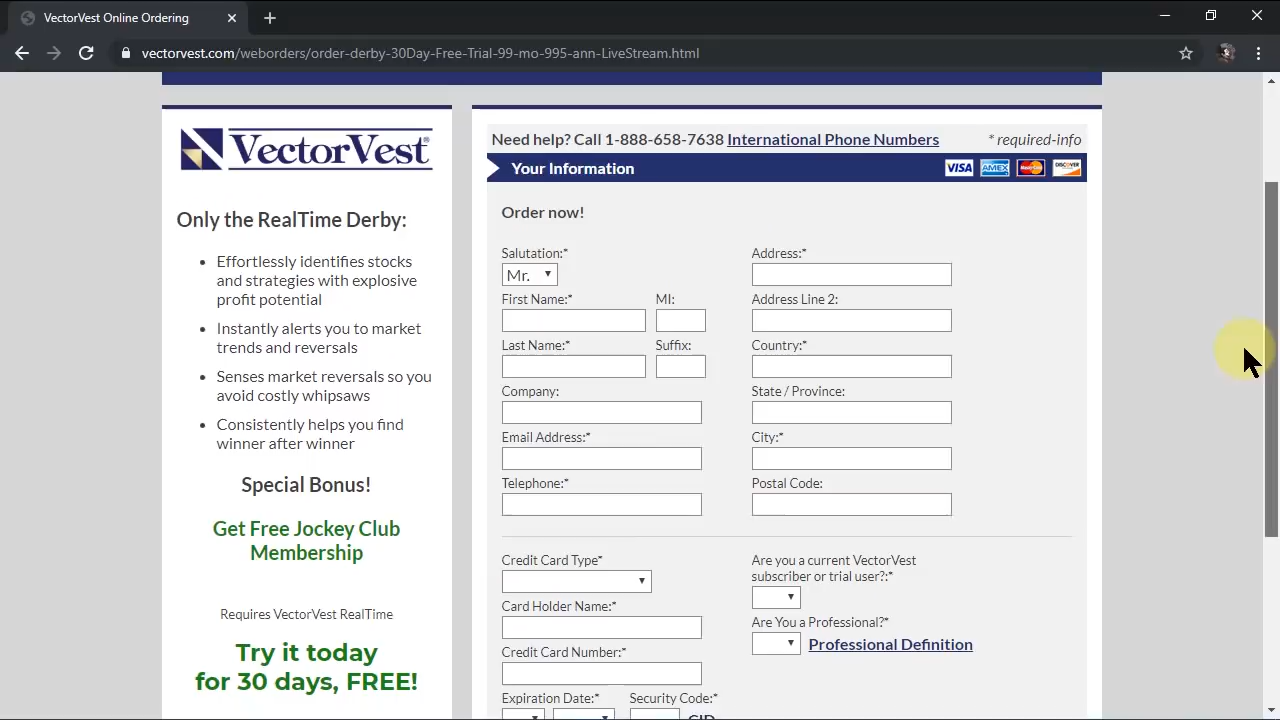 VectorVest Online Ordering
vectorvest.com/weborders/order-derby-30Day-Free-Trial-99-mo-995-ann-LiveStream.html
VectorVest®
Only the RealTime Derby:
• Effortlessly identifies stocks
and strategies with explosive
profit potential
• Instantly alerts you to market
trends and reversals
• Senses market reversals so you
avoid costly whipsaws
• Consistently helps you find
winner after winner
Special Bonus!
Get Free Jockey Club
Membership
Requires VectorVest RealTime
Try it today
for 30 days, FREE!
Need help? Call 1-888-658-7638 International Phone Numbers
* required-info
Your Information
VISA
AMEX
MasterCard
DISCOVER
Order now!
Salutation:*
Mr.
First Name:*
MI:
Last Name:*
Suffix:
Company:
Email Address:*
Telephone:*
Address:*
Address Line 2:
Country:*
State / Province:
City:*
Postal Code:
Credit Card Type*
Card Holder Name:*
Credit Card Number:*
Expiration Date:*
Security Code:*
CID
Are you a current VectorVest
subscriber or trial user?:*
Are You a Professional?*
Professional Definition